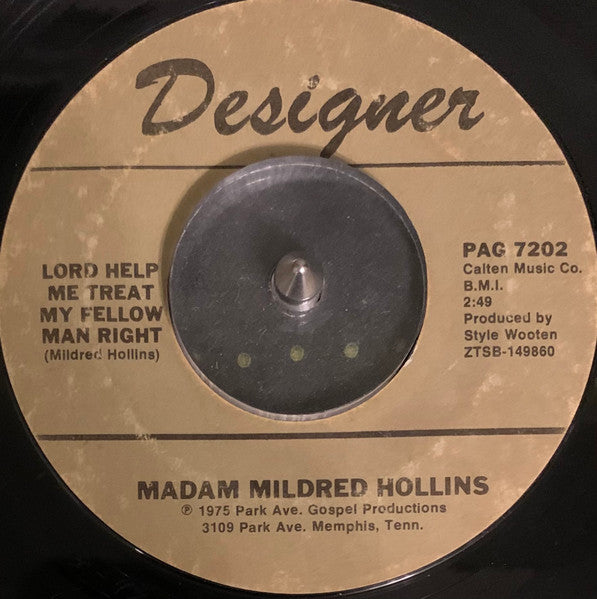 Designer
LORD HELP
ME TREAT
MY FELLOW
MAN RIGHT
(Mildred Hollins)
PAG 7202
Calten Music Co.
B.M.I.
2:49
Produced by
Style Wooten
ZTSB-149860
MADAM MILDRED HOLLINS
℗ 1975 Park Ave. Gospel Productions
3109 Park Ave. Memphis, Tenn.